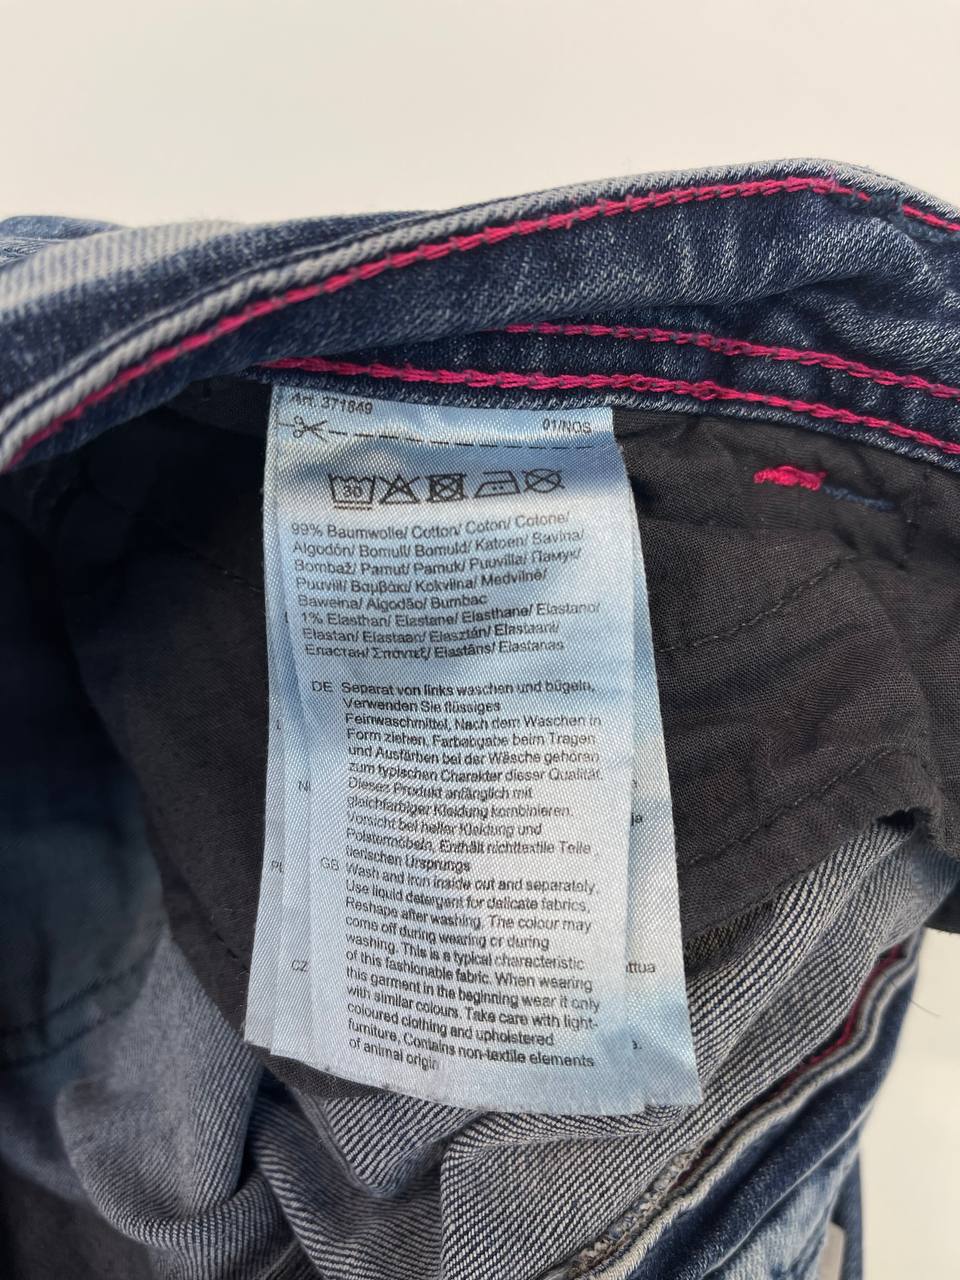 Art. 371849
01/NOS
30
99% Baumwolle/ Cotton/ Coton/ Cotone/
Algodón/ Bomull/ Bomuld/ Katoen/ Bavlna/
Bombaž/ Pamut/ Pamuk/ Puuvilla/ Памук/
Puuvill/ Βαμβάκι/ Kokvilna/ Medvilnė/
Bawełna/ Algodão/ Bumbac
1% Elasthan/ Elastane/ Elasthane/ Elastano/
Elastan/ Elastaan/ Elasztán/ Elastaani/
Еластан/ Σπάντεξ/ Elastāns/ Elastanas
DE Separat von links waschen und bügeln.
Verwenden Sie flüssiges
Feinwaschmittel. Nach dem Waschen in
Form ziehen. Farbabgabe beim Tragen
und Ausfärben bei der Wäsche gehören
zum typischen Charakter dieser Qualität.
Dieses Produkt anfänglich mit
gleichfarbiger Kleidung kombinieren.
Vorsicht bei heller Kleidung und
Polstermöbeln. Enthält nichttextile Teile
tierischen Ursprungs
GB Wash and iron inside out and separately.
Use liquid detergent for delicate fabrics.
Reshape after washing. The colour may
come off during wearing or during
washing. This is a typical characteristic
of this fashionable fabric. When wearing
this garment in the beginning wear it only
with similar colours. Take care with light-
coloured clothing and upholstered
furniture. Contains non-textile elements
of animal origin
CZ
ja
ttua
a.